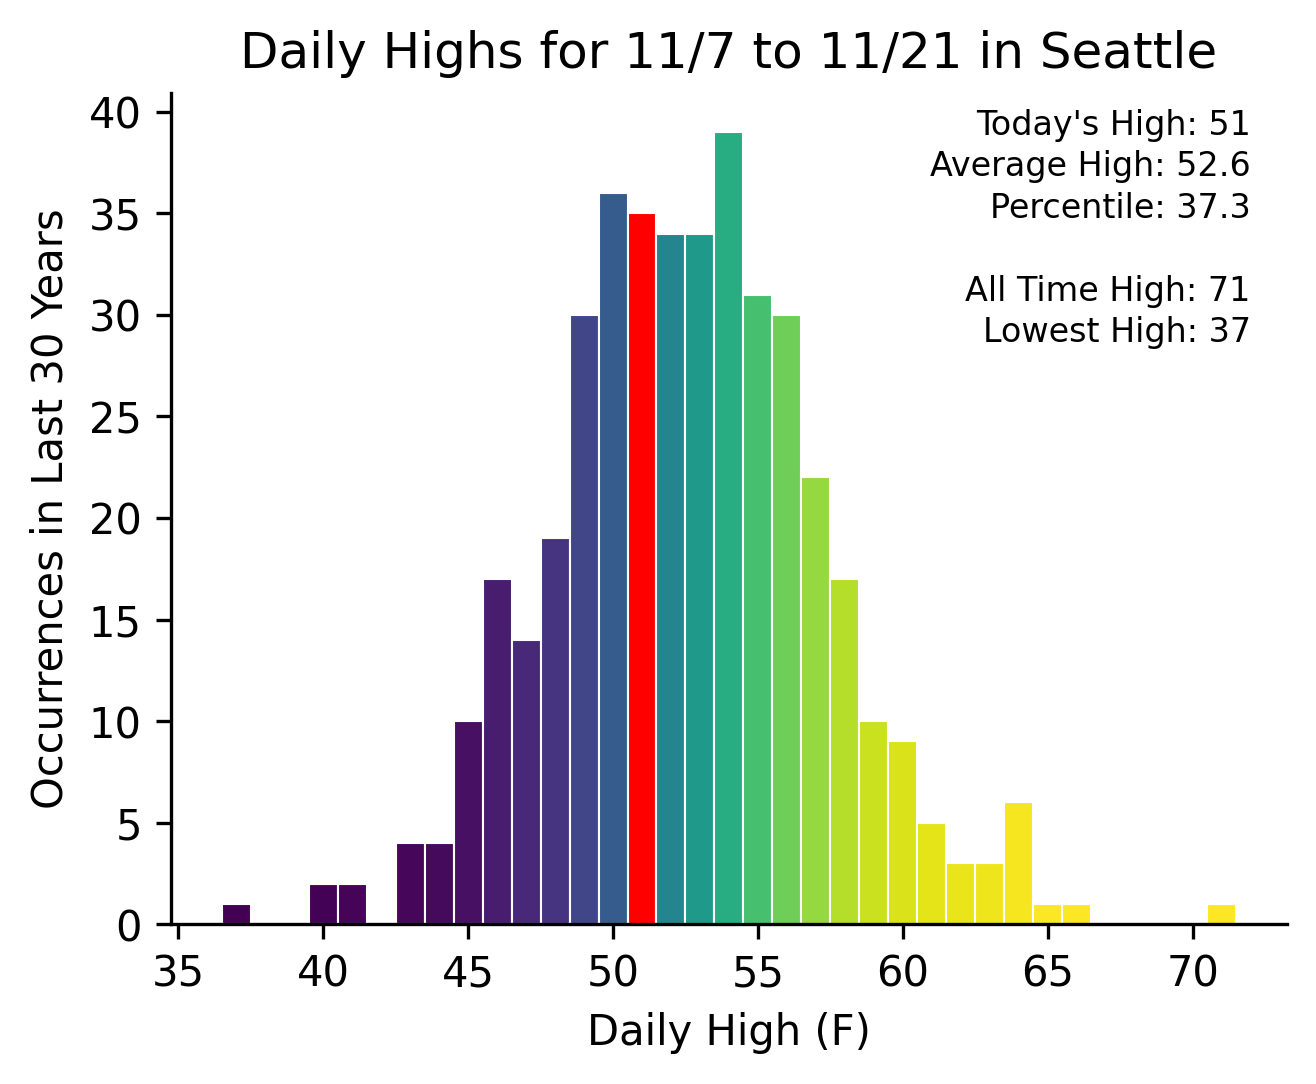 Daily Highs for 11/7 to 11/21 in Seattle
Today's High: 51
Average High: 52.6
Percentile: 37.3
All Time High: 71
Lowest High: 37
Occurrences in Last 30 Years
40
35
30
25
20
15
10
5
0
35 40 45 50 55 60 65 70
Daily High (F)